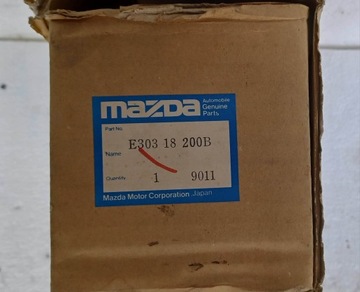 mazda Automobile Genuine Parts
Part No.
E303 18 200B
Name
Quantity 1 9011
Mazda Motor Corporation, Japan